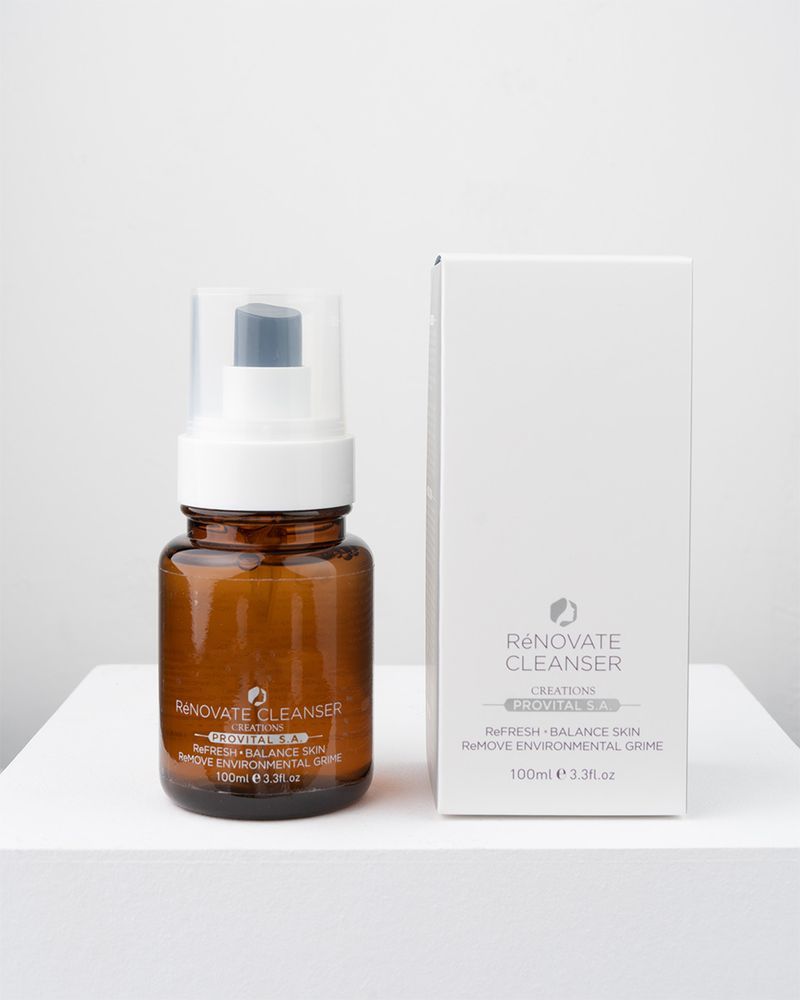 RéNOVATE CLEANSER
CREATIONS
PROVITAL S.A.
ReFRESH • BALANCE SKIN
ReMOVE ENVIRONMENTAL GRIME
100ml ℮ 3.3fl.oz
RéNOVATE
CLEANSER
CREATIONS
PROVITAL S.A.
ReFRESH • BALANCE SKIN
ReMOVE ENVIRONMENTAL GRIME
100ml ℮ 3.3fl.oz